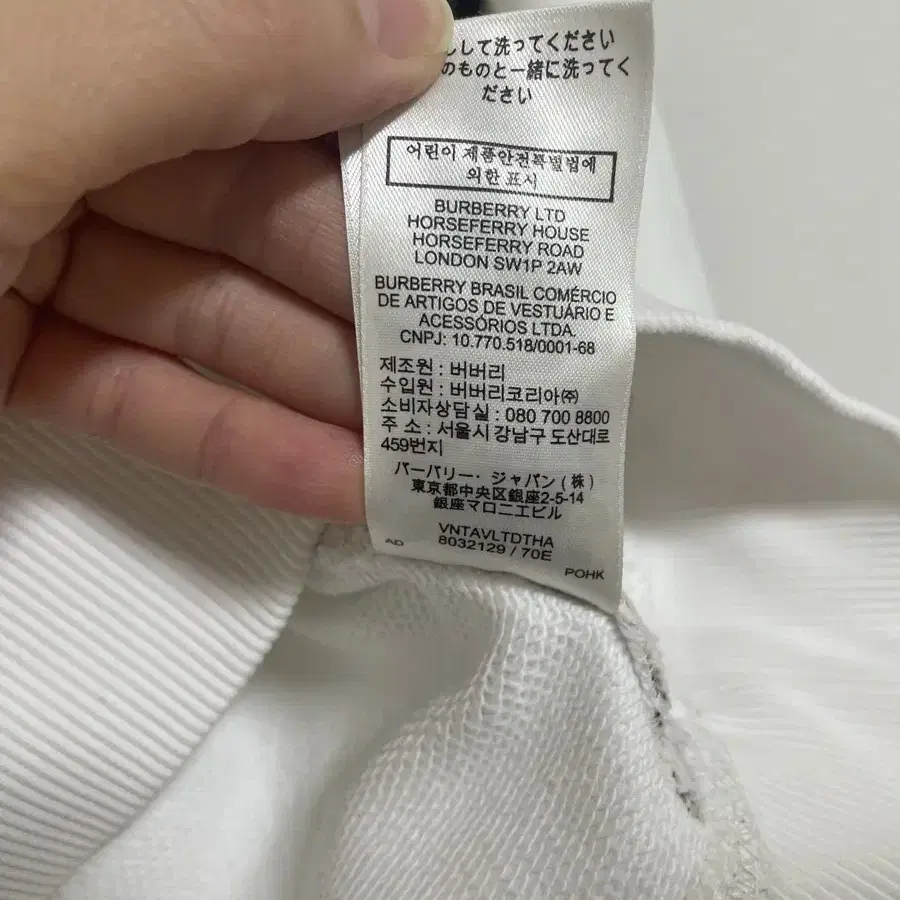 して洗ってください
のものと一緒に洗ってく
ださい
어린이 제품안전특별법에
의한 표시
BURBERRY LTD
HORSEFERRY HOUSE
HORSEFERRY ROAD
LONDON SW1P 2AW
BURBERRY BRASIL COMÉRCIO
DE ARTIGOS DE VESTUÁRIO E
ACESSÓRIOS LTDA.
CNPJ: 10.770.518/0001-68
제조원 : 버버리
수입원 : 버버리코리아㈜
소비자상담실 : 080 700 8800
주 소 : 서울시 강남구 도산대로
459번지
バーバリー・ジャパン(株)
東京都中央区銀座2-5-14
銀座マロニエビル
VNTAVLTDTHA
AD 8032129 / 70E
POHK